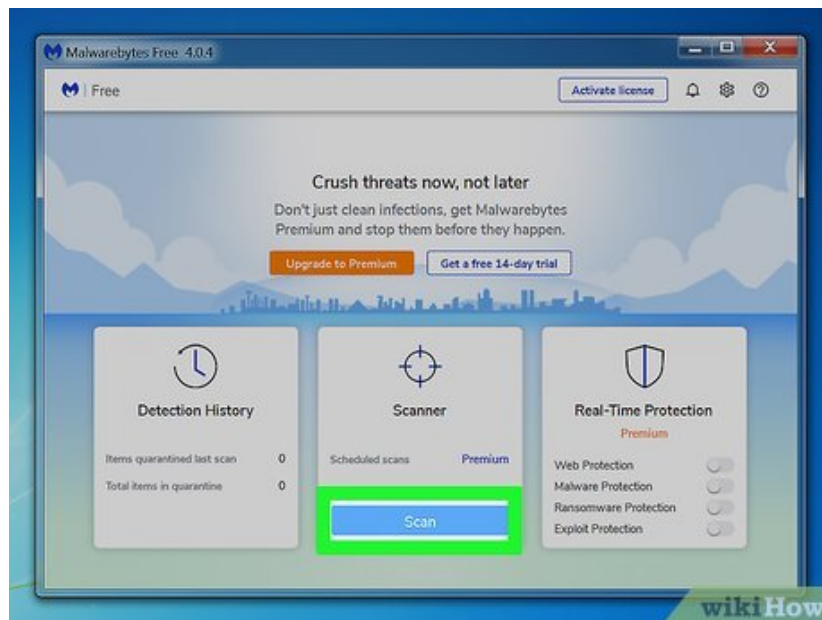 Malwarebytes Free 4.0.4
Free
Activate license
Crush threats now, not later
Don't just clean infections, get Malwarebytes
Premium and stop them before they happen.
Upgrade to Premium
Get a free 14-day trial
Detection History
Items quarantined last scan 0
Total items in quarantine 0
Scanner
Scheduled scans Premium
Scan
Real-Time Protection
Premium
Web Protection
Malware Protection
Ransomware Protection
Exploit Protection
wikiHow